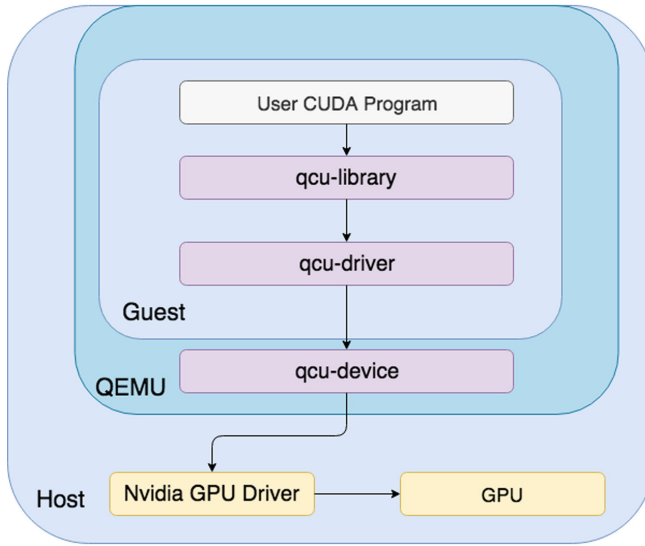 User CUDA Program
qcu-library
qcu-driver
Guest
qcu-device
QEMU
Nvidia GPU Driver
GPU
Host